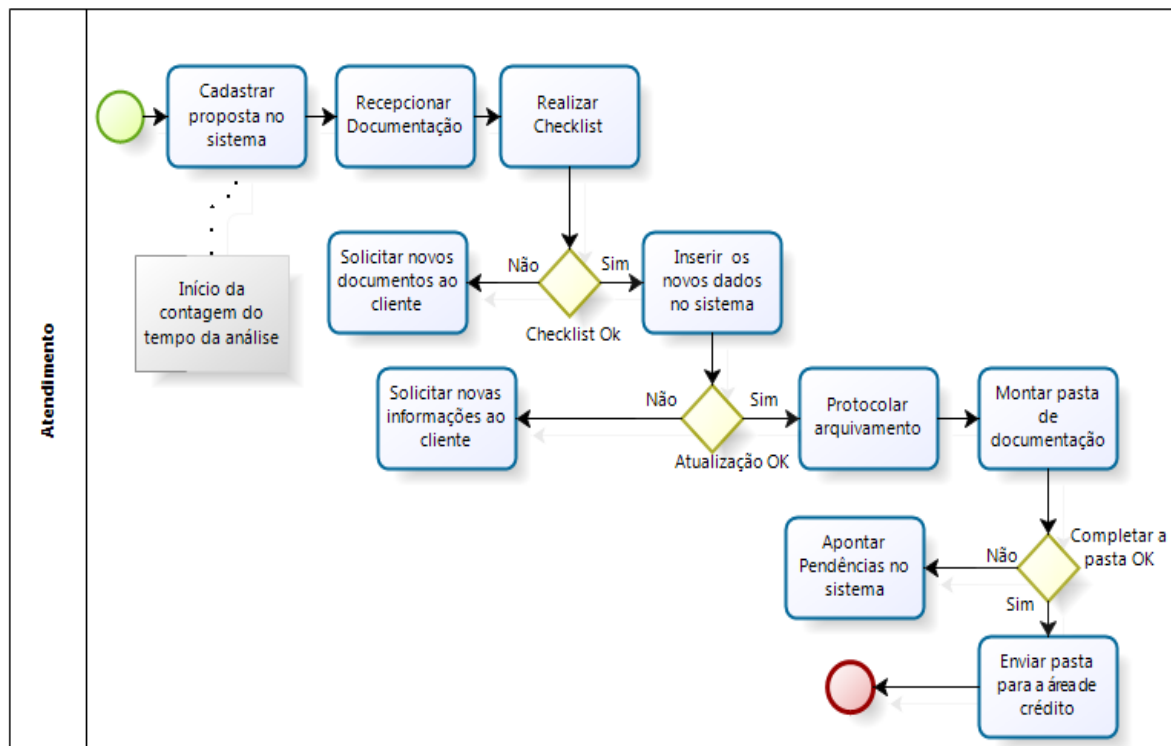 Atendimento
Cadastrar
proposta no
sistema
Recepcionar
Documentação
Realizar
Checklist
Início da
contagem do
tempo da análise
Solicitar novos
documentos ao
cliente
Não
Sim
Checklist Ok
Inserir os
novos dados
no sistema
Solicitar novas
informações ao
cliente
Não
Sim
Atualização OK
Protocolar
arquivamento
Montar pasta
de
documentação
Apontar
Pendências no
sistema
Não
Completar a
pasta OK
Sim
Enviar pasta
para a área de
crédito